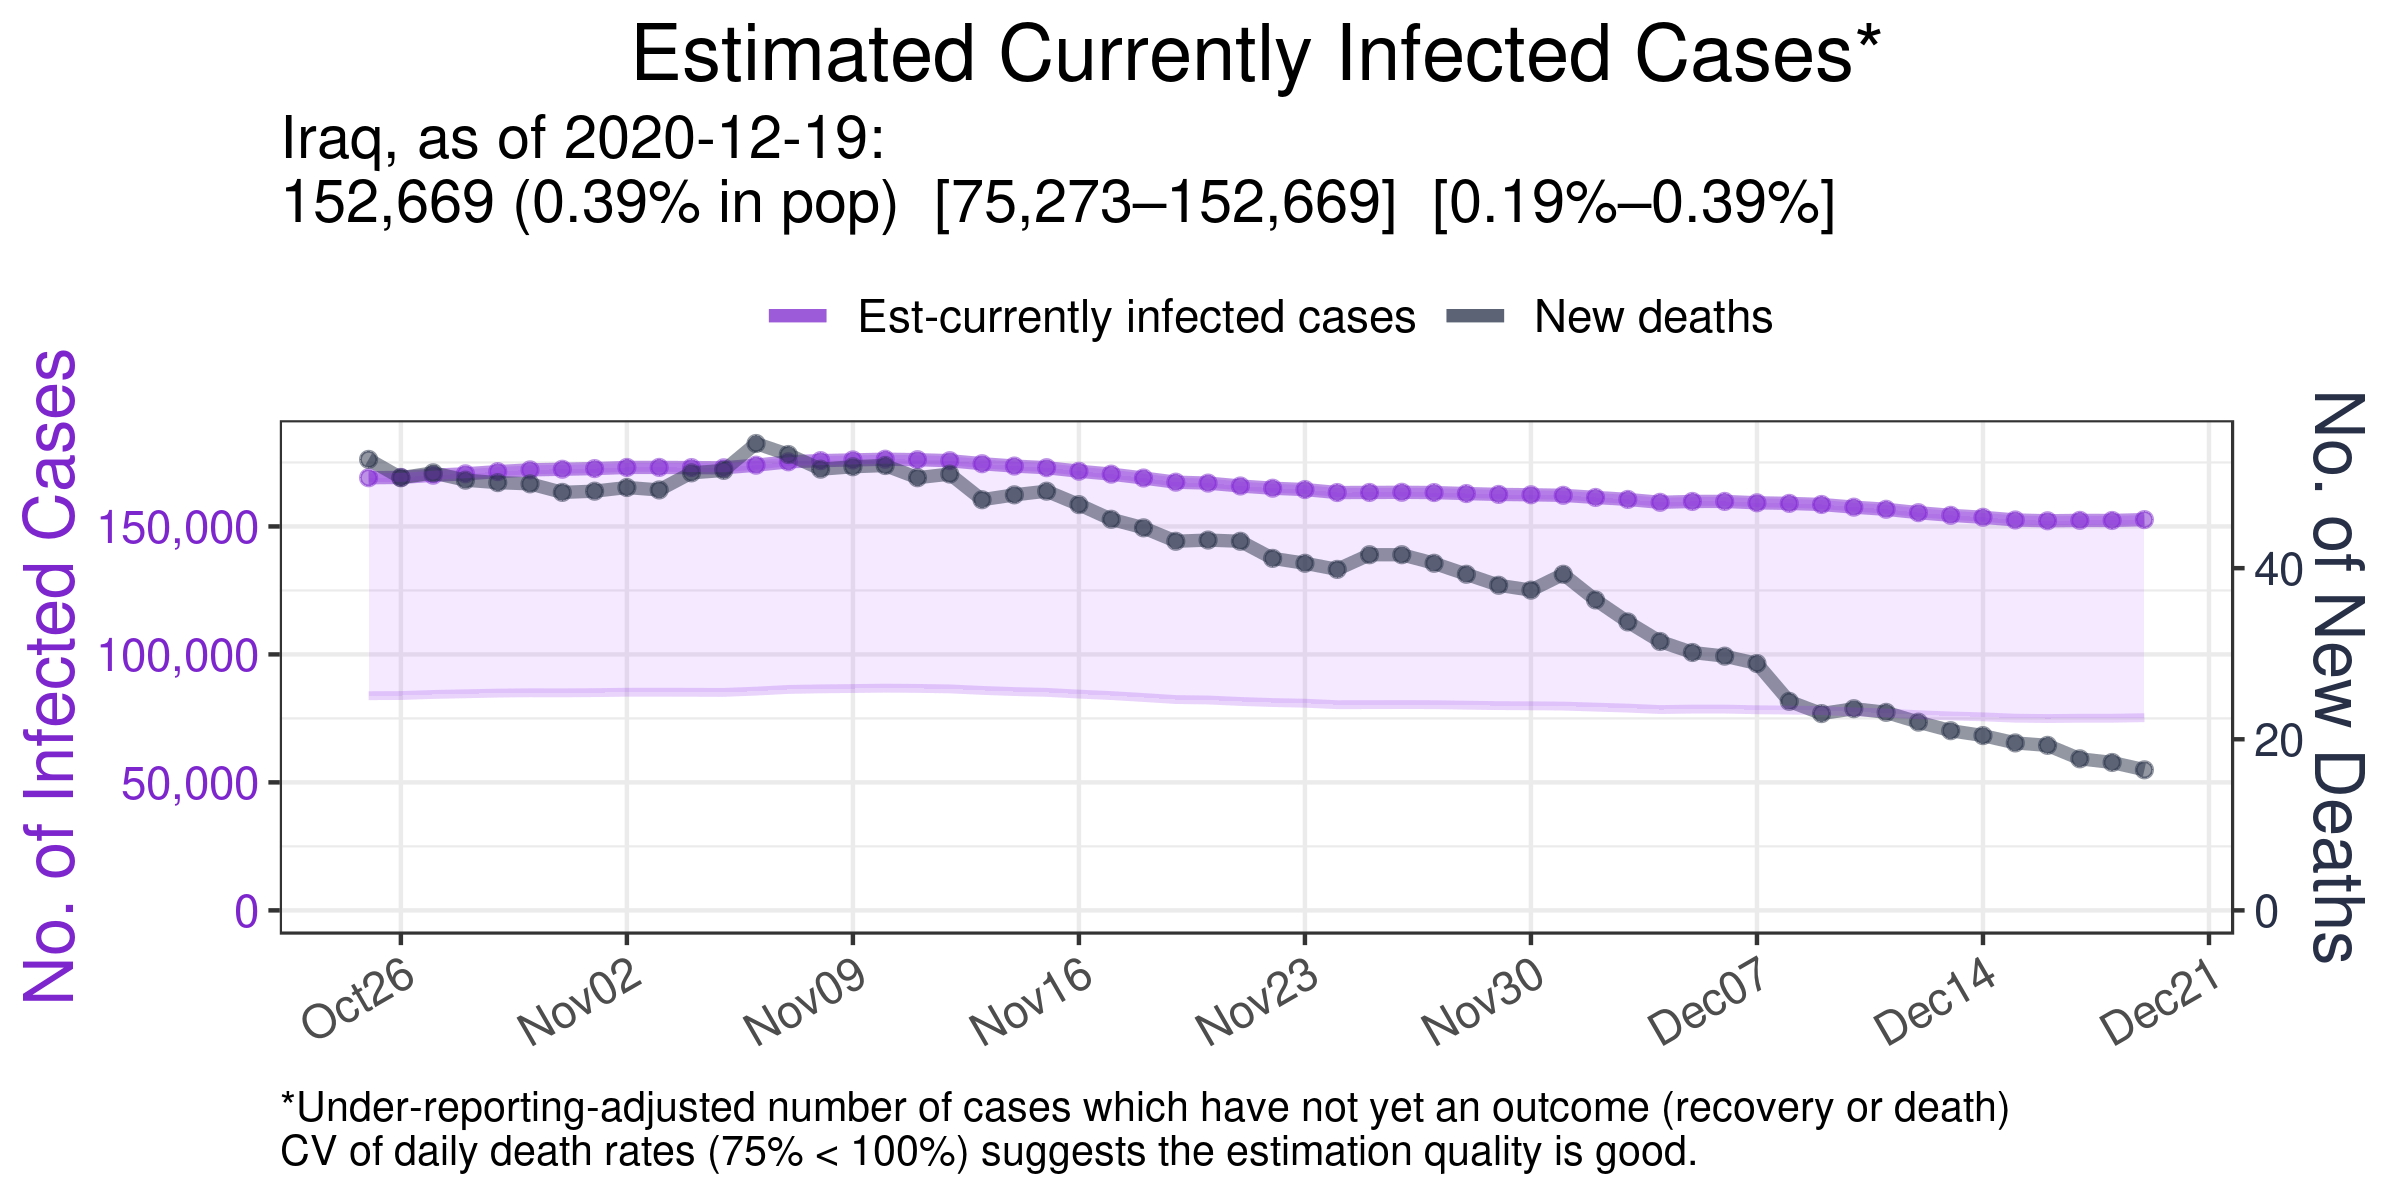 Estimated Currently Infected Cases*
Iraq, as of 2020-12-19:
152,669 (0.39% in pop)  [75,273–152,669]  [0.19%–0.39%]
Est-currently infected cases
New deaths
No. of Infected Cases
150,000
100,000
50,000
0
No. of New Deaths
40
20
0
Oct26
Nov02
Nov09
Nov16
Nov23
Nov30
Dec07
Dec14
Dec21
*Under-reporting-adjusted number of cases which have not yet an outcome (recovery or death)
CV of daily death rates (75% < 100%) suggests the estimation quality is good.